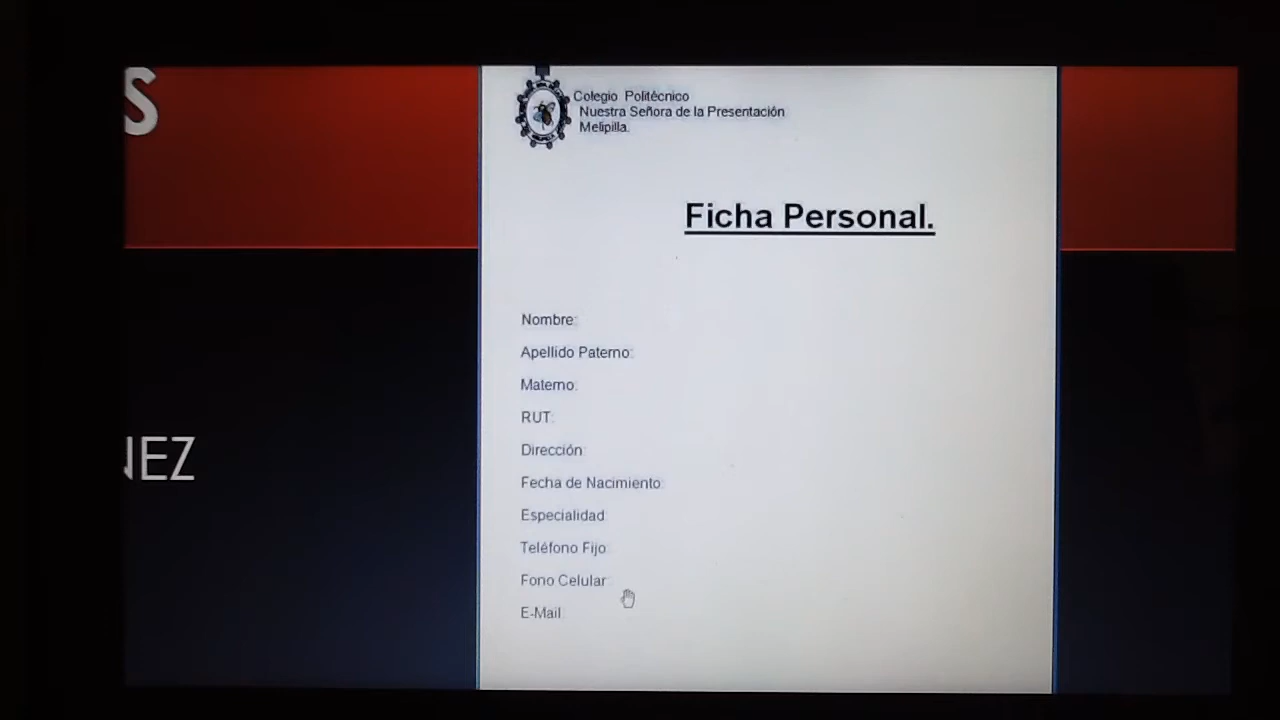 S
Colegio Politécnico
Nuestra Señora de la Presentación
Melipilla.
Ficha Personal.
Nombre:
Apellido Paterno:
Materno:
RUT:
NEZ
Dirección:
Fecha de Nacimiento:
Especialidad
Teléfono Fijo
Fono Celular:
E-Mail